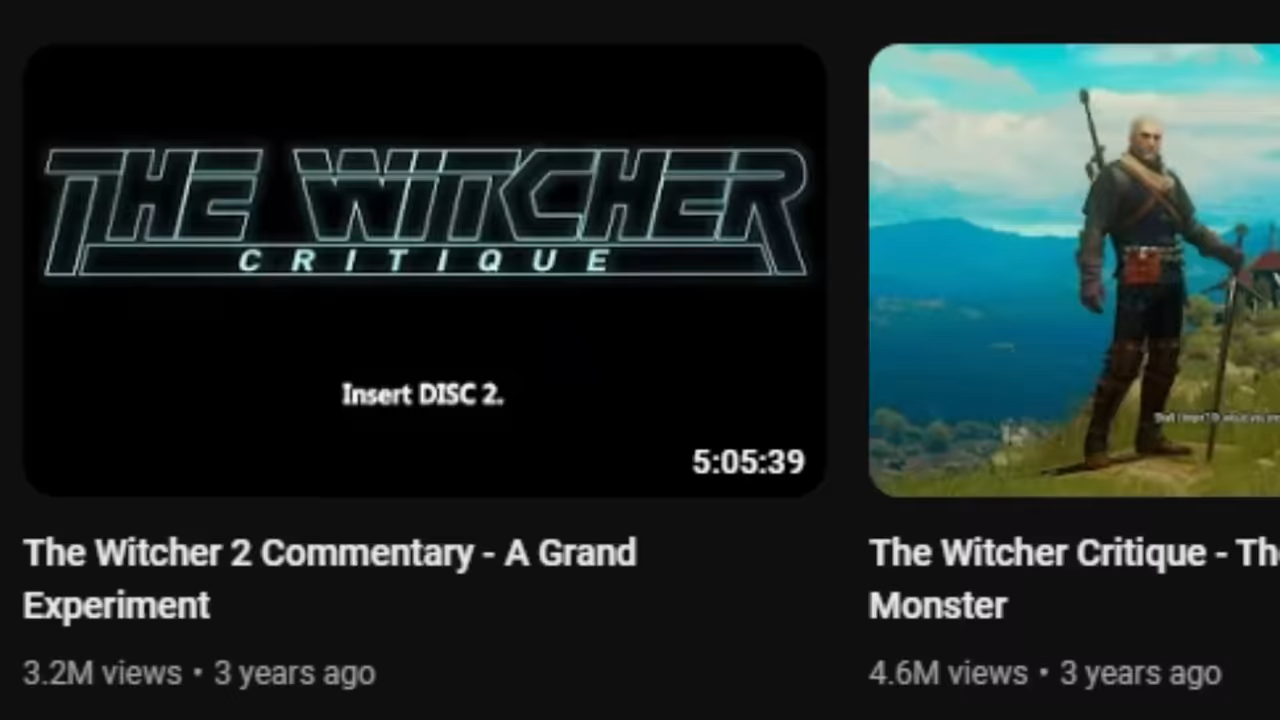 THE WITCHER
CRITIQUE
Insert DISC 2.
5:05:39
The Witcher 2 Commentary - A Grand
Experiment
3.2M views • 3 years ago
The Witcher Critique - The
Monster
4.6M views • 3 years ago